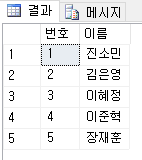 결과 메시지
번호 이름
1 1 진소민
2 2 김은영
3 3 이혜정
4 4 이준혁
5 5 장재훈